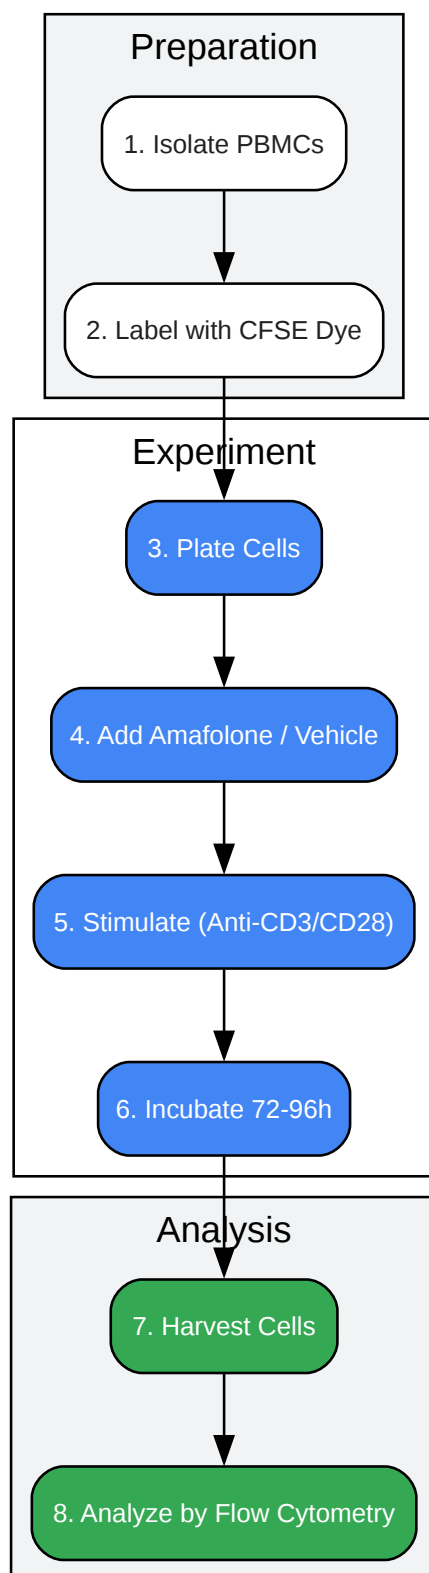 Preparation
1. Isolate PBMCs
2. Label with CFSE Dye
Experiment
3. Plate Cells
4. Add Amafolone / Vehicle
5. Stimulate (Anti-CD3/CD28)
6. Incubate 72-96h
Analysis
7. Harvest Cells
8. Analyze by Flow Cytometry